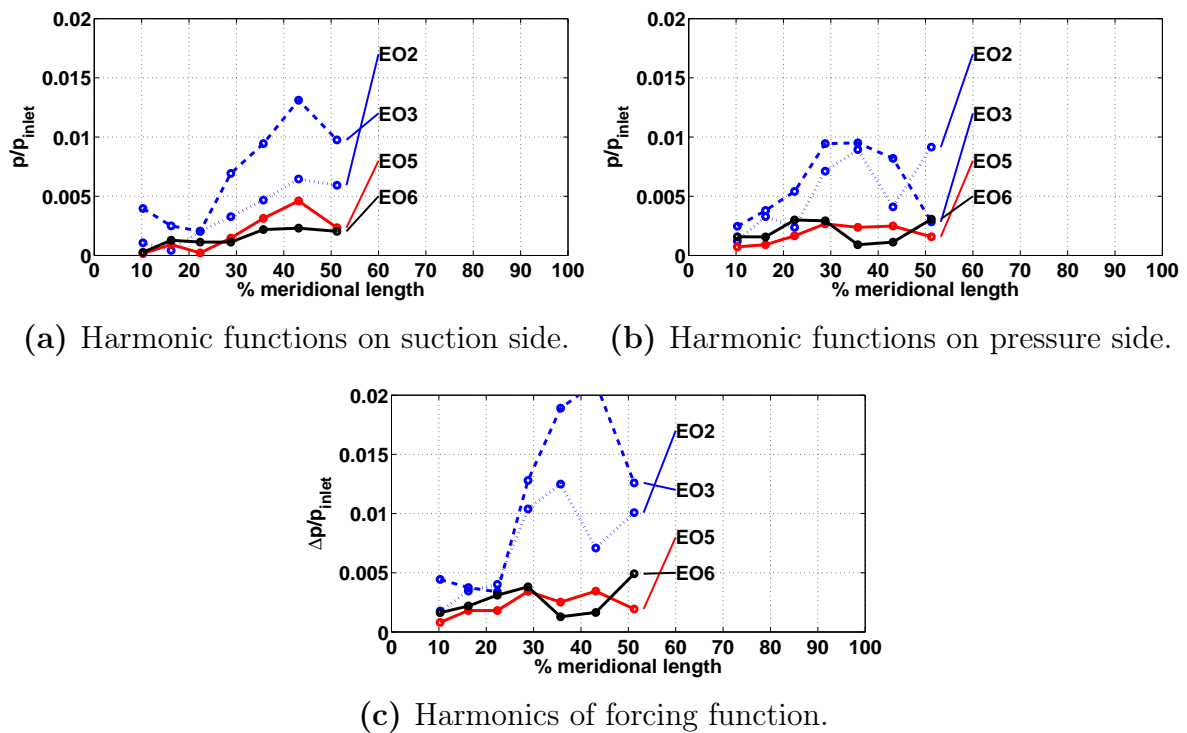 0.02
0.015
0.01
0.005
0
p/p_inlet
0 10 20 30 40 50 60 70 80 90 100
% meridional length
EO2
EO3
EO5
EO6
(a) Harmonic functions on suction side.
0.02
0.015
0.01
0.005
0
p/p_inlet
0 10 20 30 40 50 60 70 80 90 100
% meridional length
EO2
EO3
EO5
EO6
(b) Harmonic functions on pressure side.
0.02
0.015
0.01
0.005
0
Δp/p_inlet
0 10 20 30 40 50 60 70 80 90 100
% meridional length
EO2
EO3
EO5
EO6
(c) Harmonics of forcing function.